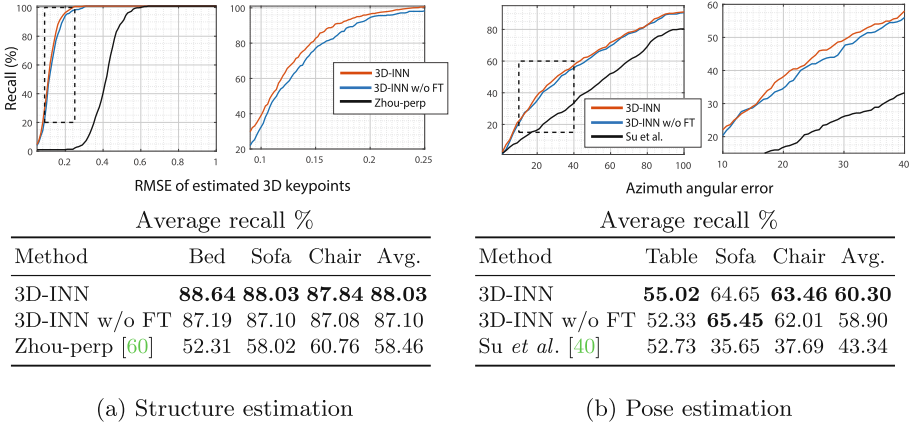 Recall (%)
100
80
60
40
20
0
0.2
0.4
0.6
0.8
1
100
80
60
40
20
0.1
0.15
0.2
0.25
3D-INN
3D-INN w/o FT
Zhou-perp
RMSE of estimated 3D keypoints
80
60
40
20
20
40
60
80
100
3D-INN
3D-INN w/o FT
Su et al.
60
50
40
30
20
10
20
30
40
Azimuth angular error
Average recall %
Method Bed Sofa Chair Avg.
3D-INN 88.64 88.03 87.84 88.03
3D-INN w/o FT 87.19 87.10 87.08 87.10
Zhou-perp [60] 52.31 58.02 60.76 58.46
(a) Structure estimation
Average recall %
Method Table Sofa Chair Avg.
3D-INN 55.02 64.65 63.46 60.30
3D-INN w/o FT 52.33 65.45 62.01 58.90
Su et al. [40] 52.73 35.65 37.69 43.34
(b) Pose estimation